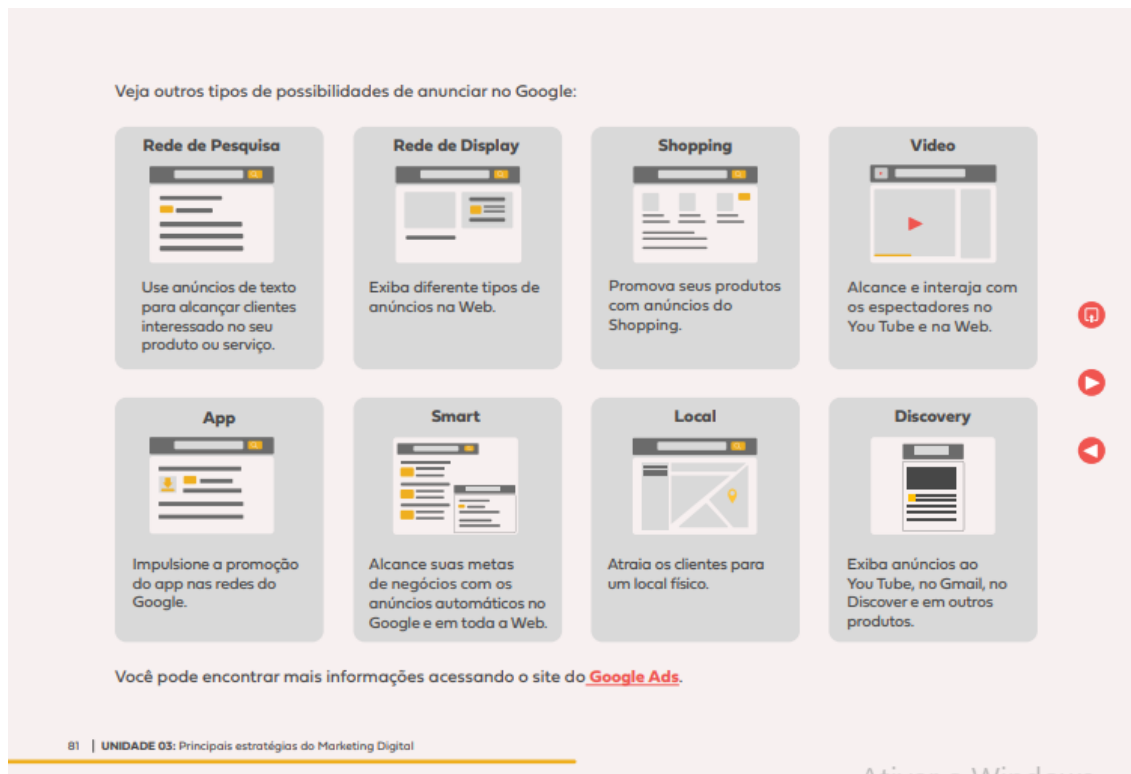 Veja outros tipos de possibilidades de anunciar no Google:
Rede de Pesquisa
Use anúncios de texto
para alcançar clientes
interessado no seu
produto ou serviço.
Rede de Display
Exiba diferente tipos de
anúncios na Web.
Shopping
Promova seus produtos
com anúncios do
Shopping.
Video
Alcance e interaja com
os espectadores no
You Tube e na Web.
App
Impulsione a promoção
do app nas redes do
Google.
Smart
Alcance suas metas
de negócios com os
anúncios automáticos no
Google e em toda a Web.
Local
Atraia os clientes para
um local físico.
Discovery
Exiba anúncios ao
You Tube, no Gmail, no
Discover e em outros
produtos.
Você pode encontrar mais informações acessando o site do Google Ads.
81 | UNIDADE 03: Principais estratégias do Marketing Digital